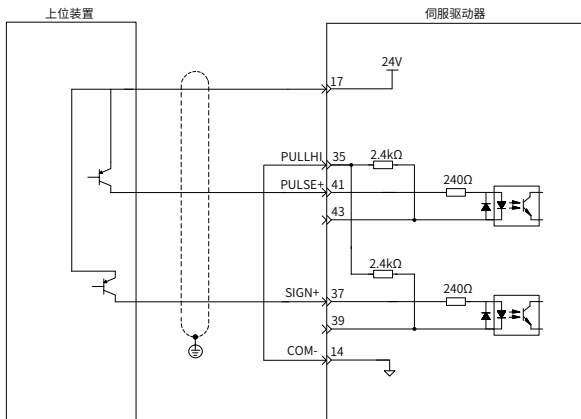 上位装置
伺服驱动器
17
24V
PULLHI
35
2.4kΩ
PULSE+
41
240Ω
43
2.4kΩ
SIGN+
37
240Ω
39
COM-
14